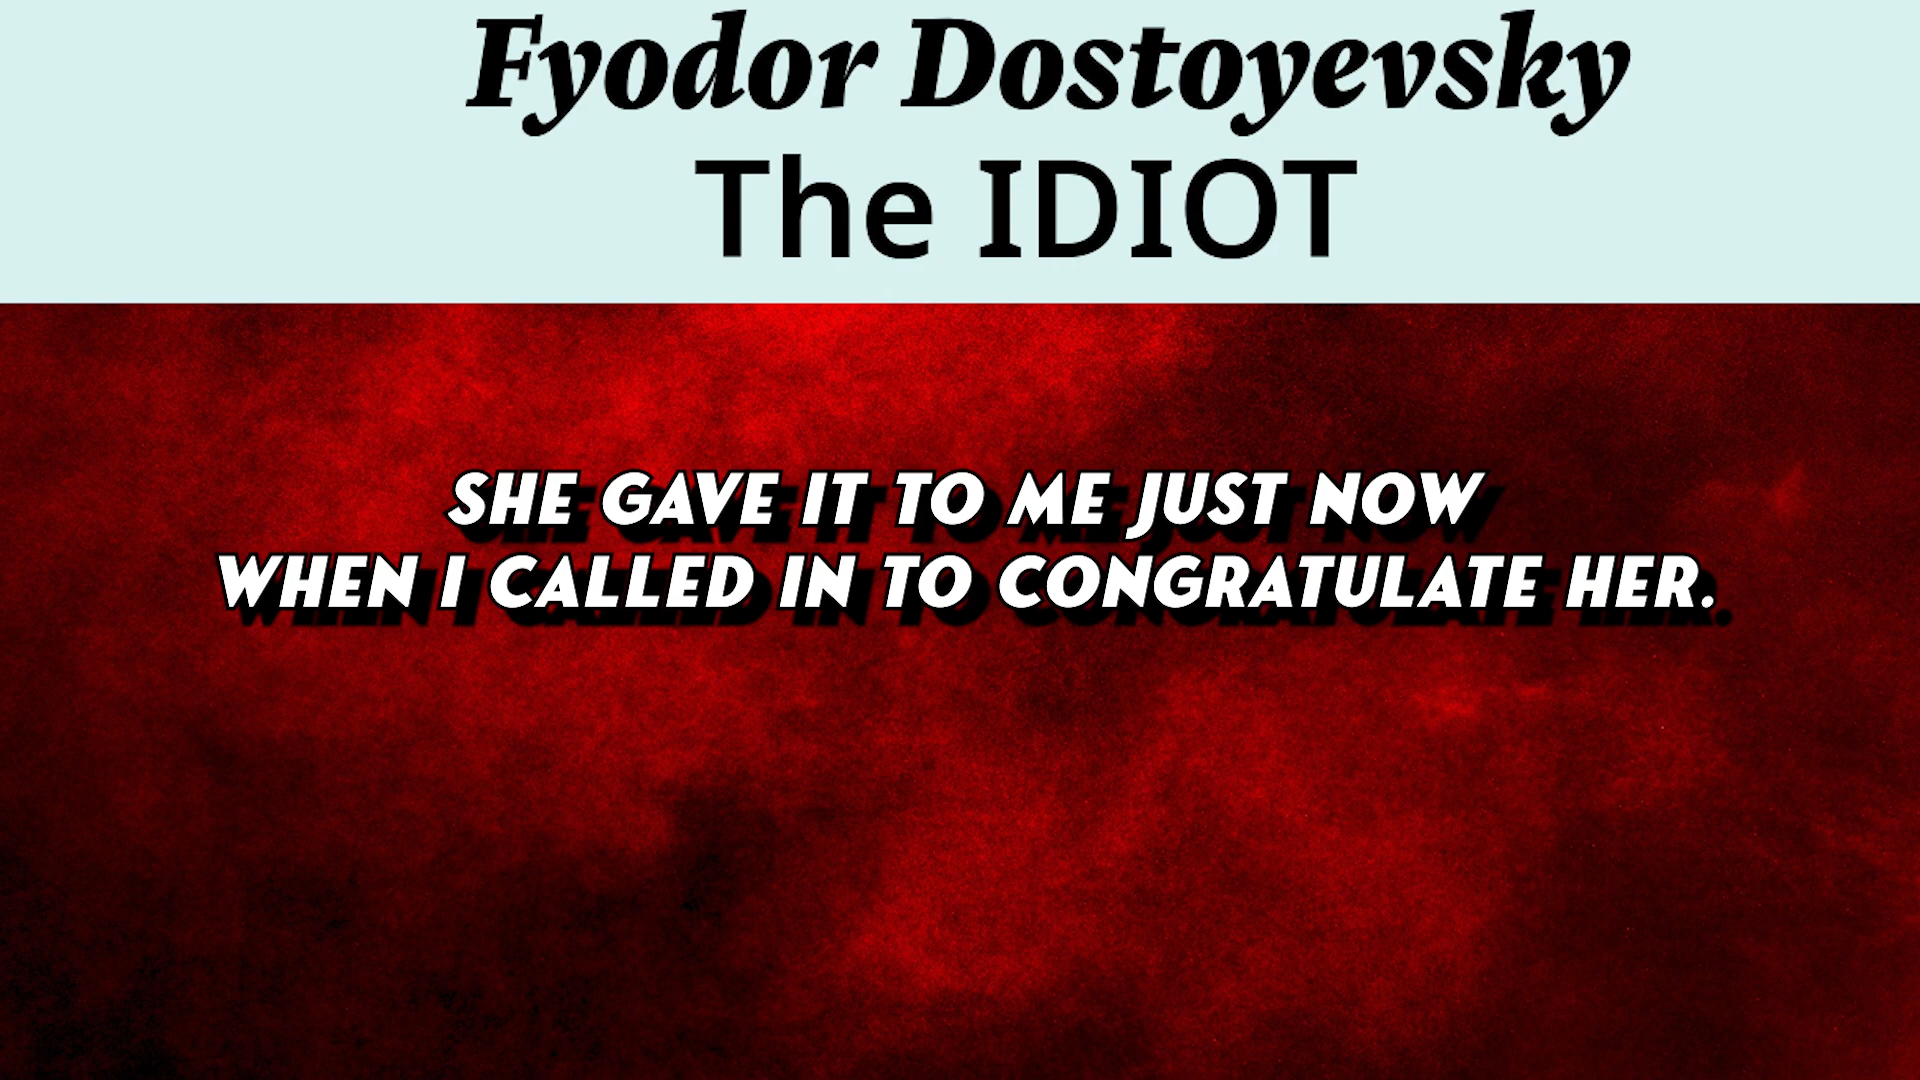 Fyodor Dostoyevsky
The IDIOT
SHE GAVE IT TO ME JUST NOW
WHEN I CALLED IN TO CONGRATULATE HER.